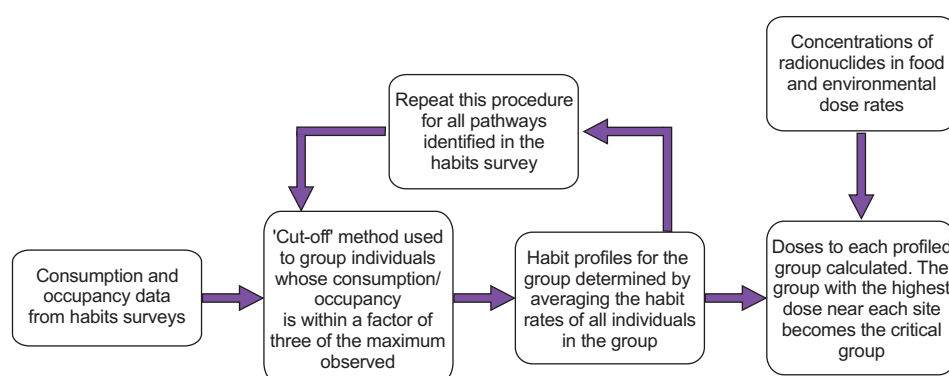 Concentrations of
radionuclides in food
and environmental
dose rates
Repeat this procedure
for all pathways
identified in the
habits survey
Consumption and
occupancy data
from habits surveys
'Cut-off' method used
to group individuals
whose consumption/
occupancy
is within a factor of
three of the maximum
observed
Habit profiles for the
group determined by
averaging the habit
rates of all individuals
in the group
Doses to each profiled
group calculated. The
group with the highest
dose near each site
becomes the critical
group